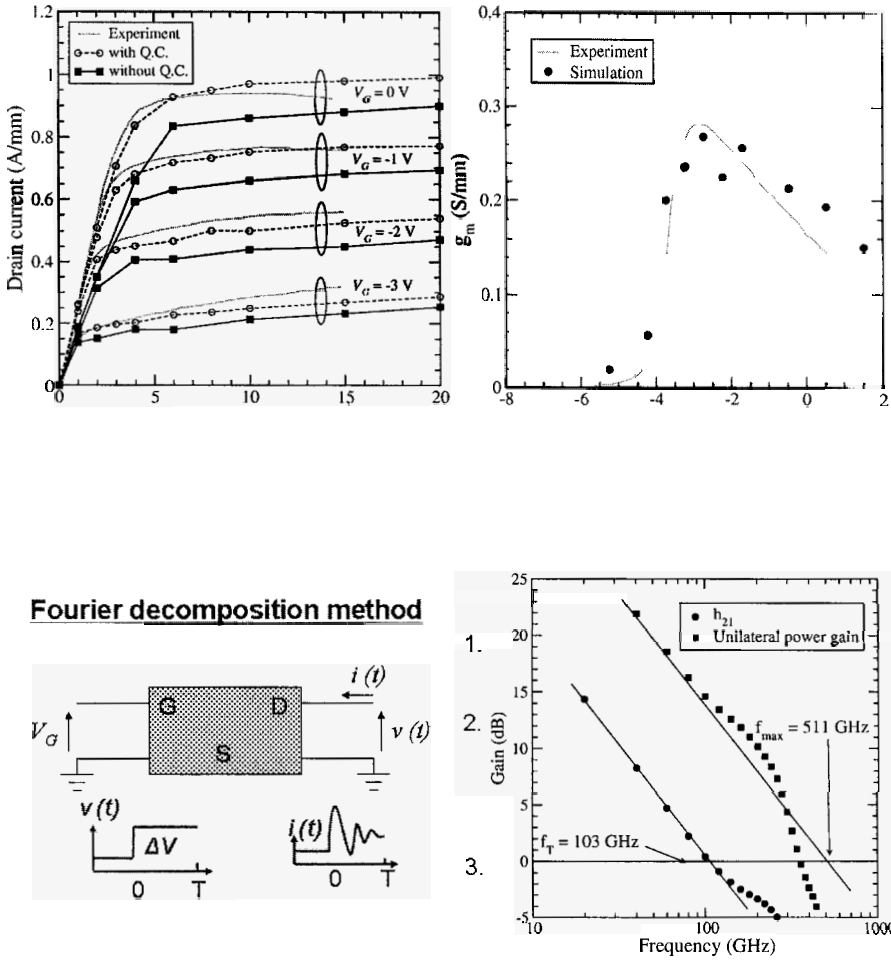 Drain current (A/mm)
1.2
1
0.8
0.6
0.4
0.2
0
Experiment
with Q.C.
without Q.C.
V_G = 0 V
V_G = -1 V
V_G = -2 V
V_G = -3 V
0 5 10 15 20
g_m (S/mm)
0.4
0.3
0.2
0.1
0
Experiment
Simulation
-8 -6 -4 -2 0 2
Fourier decomposition method
i (t)
G D
V_G
S
v (t)
v (t)
ΔV
0 T
i (t)
0 T
1.
2.
3.
Gain (dB)
25
20
15
10
5
0
-5
h_21
Unilateral power gain
f_max = 511 GHz
f_T = 103 GHz
10 100 1000
Frequency (GHz)